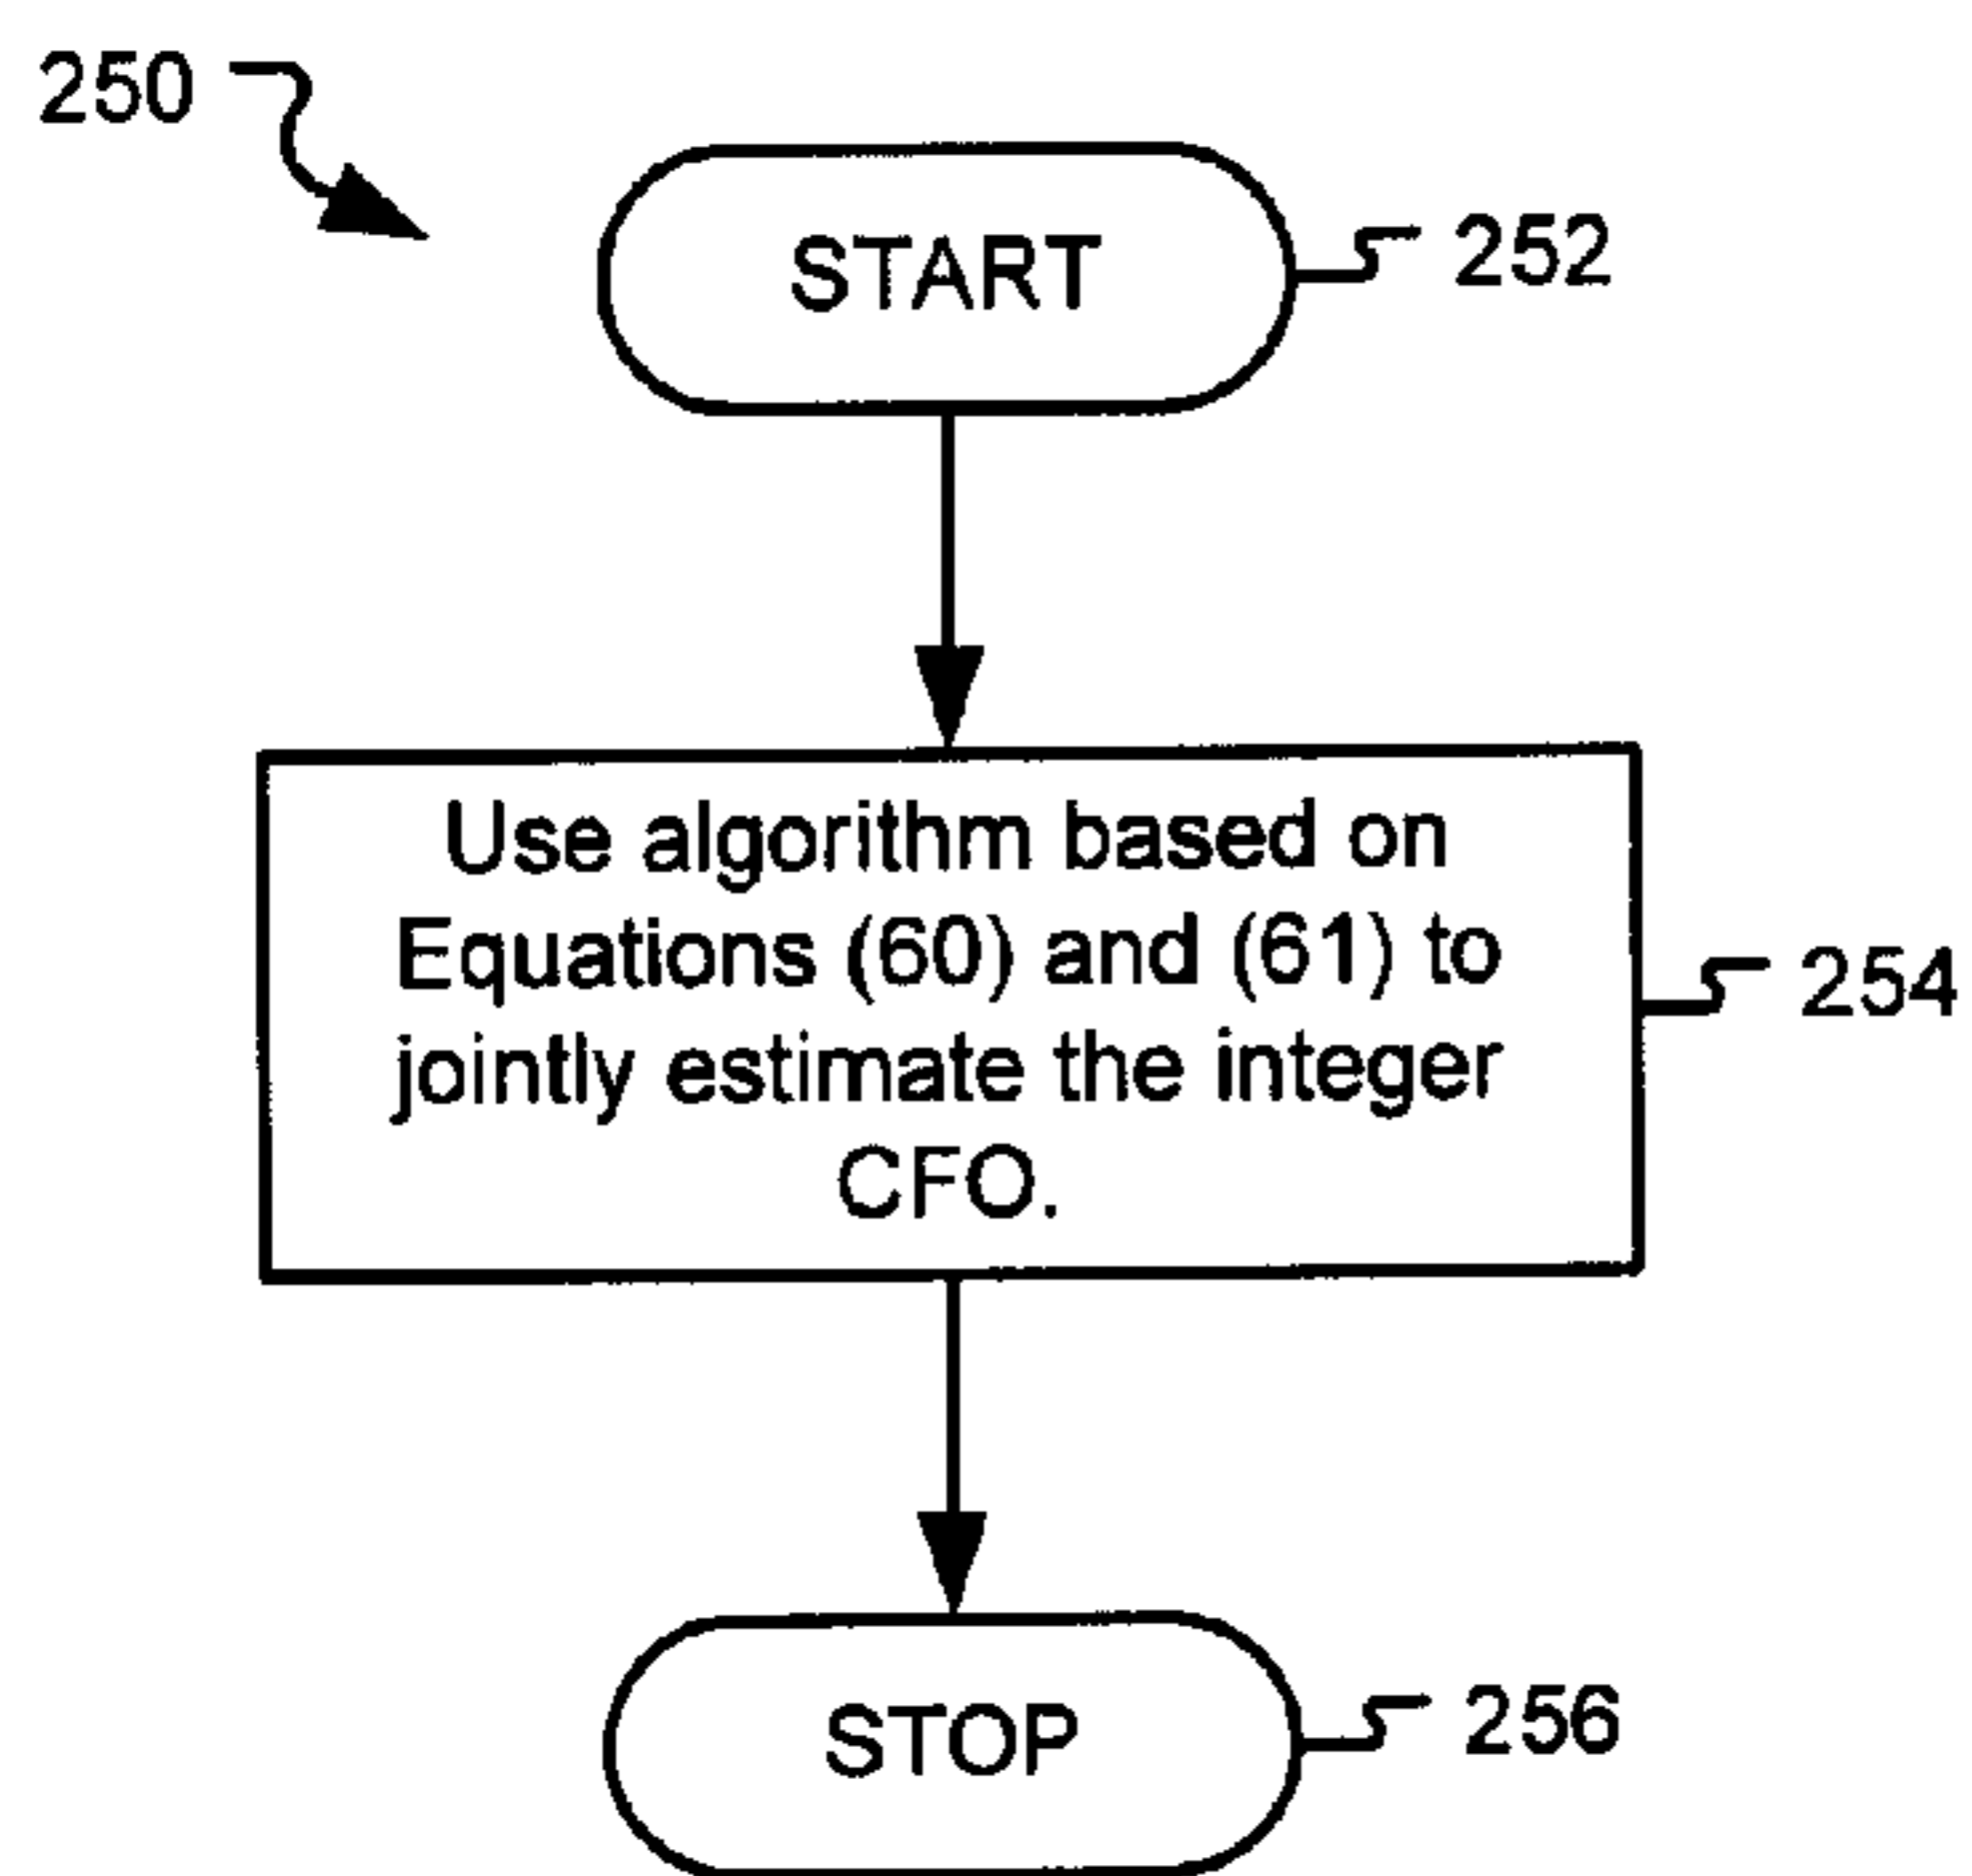 250
START
252
Use algorithm based on
Equations (60) and (61) to
jointly estimate the integer
CFO.
254
STOP
256